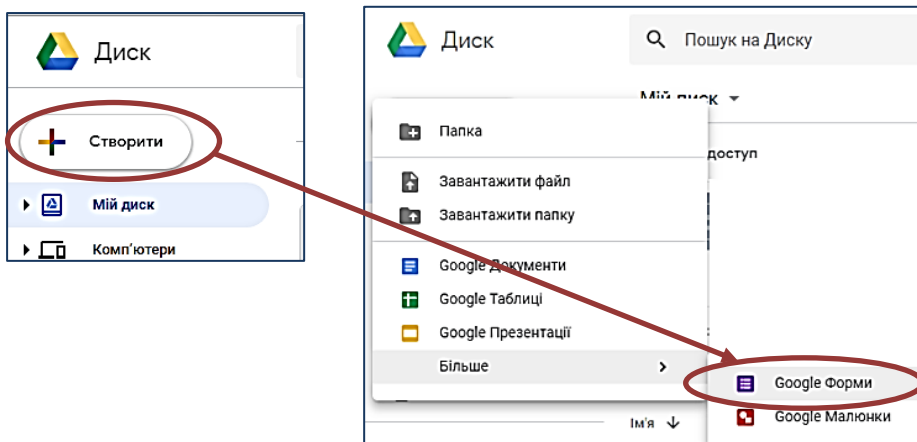 Диск
Створити
Мій диск
Комп'ютери
Диск
Пошук на Диску
Мій диск
доступ
Папка
Завантажити файл
Завантажити папку
Google Документи
Google Таблиці
Google Презентації
Більше
Google Форми
Google Малюнки
Ім'я